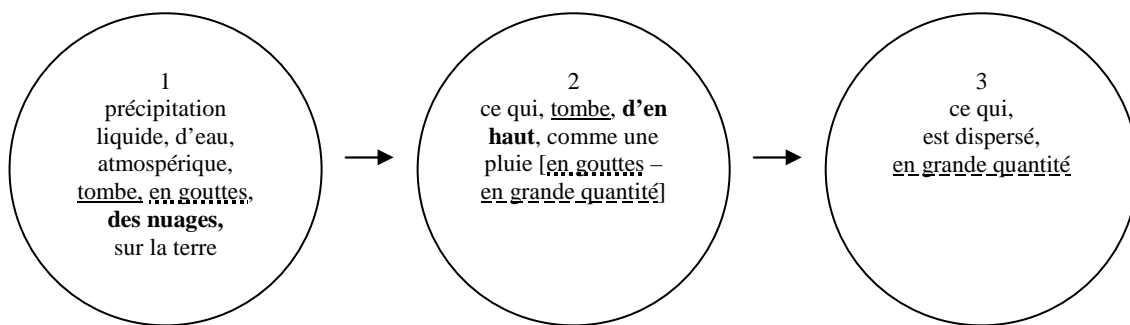 1
précipitation
liquide, d’eau,
atmospérique,
tombe, en gouttes,
des nuages,
sur la terre
2
ce qui, tombe, d’en
haut, comme une
pluie [en gouttes –
en grande quantité]
3
ce qui,
est dispersé,
en grande quantité